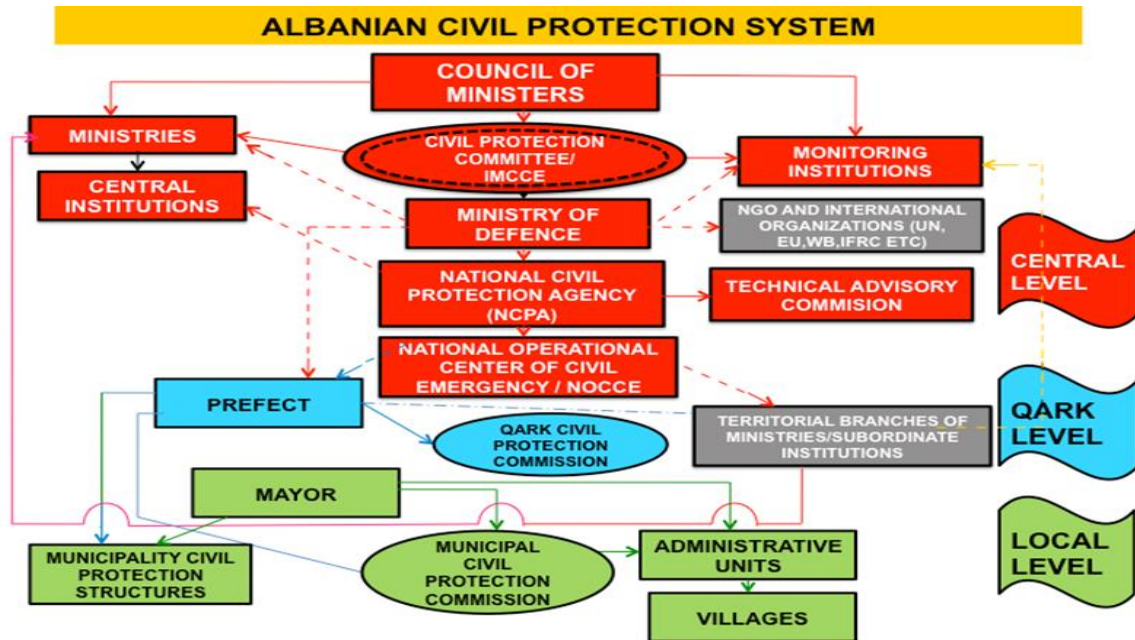 ALBANIAN CIVIL PROTECTION SYSTEM
COUNCIL OF
MINISTERS
MINISTRIES
CIVIL PROTECTION
COMMITTEE/
IMCCE
MONITORING
INSTITUTIONS
CENTRAL
INSTITUTIONS
MINISTRY OF
DEFENCE
NGO AND INTERNATIONAL
ORGANIZATIONS (UN,
EU,WB,IFRC ETC)
CENTRAL
LEVEL
NATIONAL CIVIL
PROTECTION AGENCY
(NCPA)
TECHNICAL ADVISORY
COMMISION
NATIONAL OPERATIONAL
CENTER OF CIVIL
EMERGENCY / NOCCE
PREFECT
QARK CIVIL
PROTECTION
COMMISSION
TERRITORIAL BRANCHES OF
MINISTRIES/SUBORDINATE
INSTITUTIONS
QARK
LEVEL
MAYOR
MUNICIPALITY CIVIL
PROTECTION
STRUCTURES
MUNICIPAL
CIVIL
PROTECTION
COMMISSION
ADMINISTRATIVE
UNITS
VILLAGES
LOCAL
LEVEL